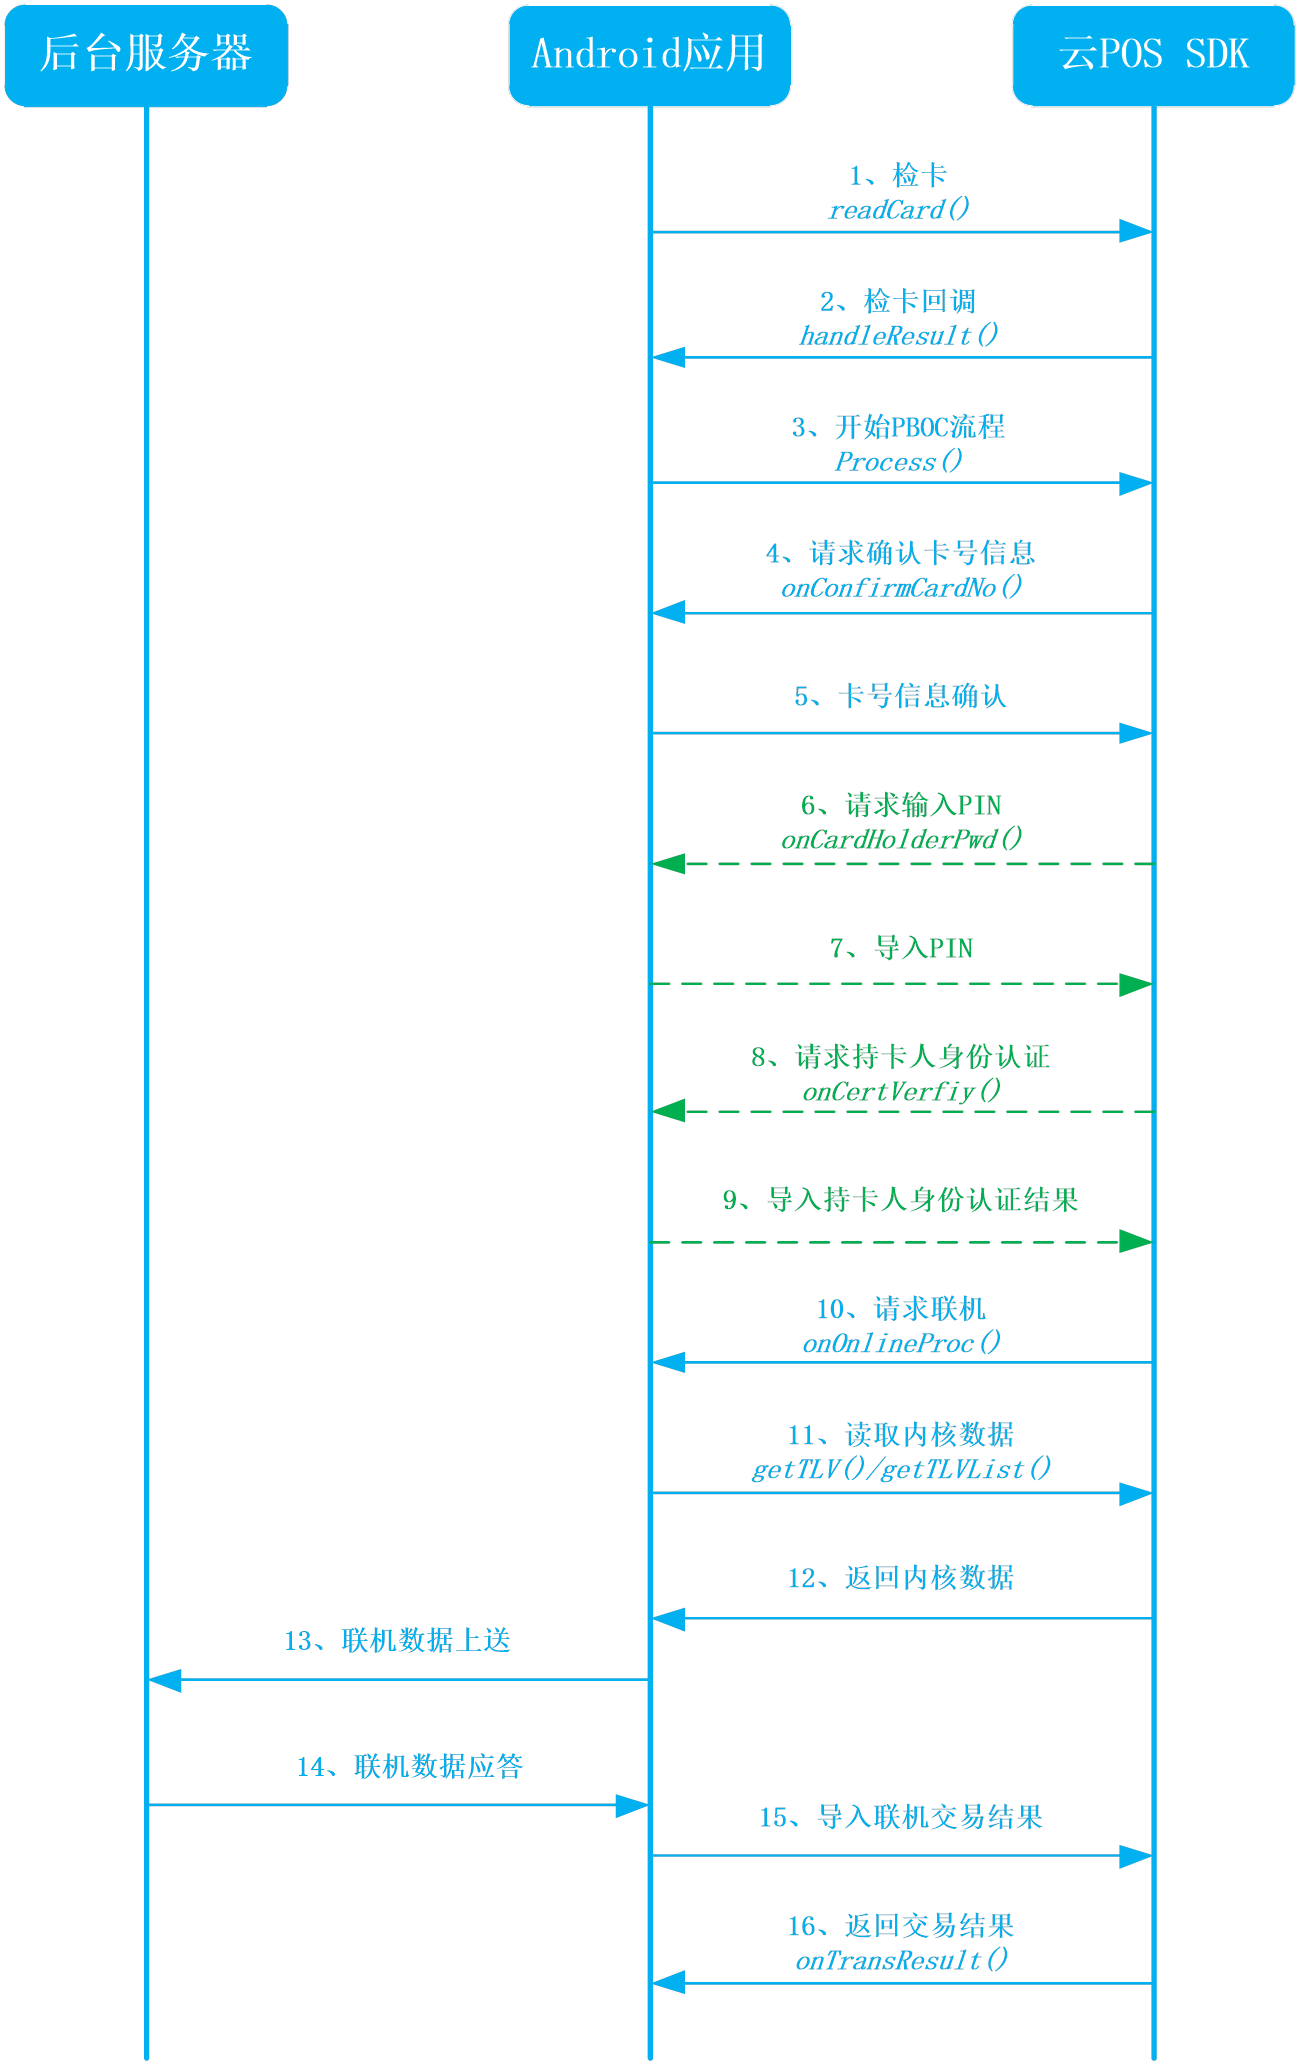 后台服务器
Android应用
云POS SDK
1、检卡
readCard()
2、检卡回调
handleResult()
3、开始PBOC流程
Process()
4、请求确认卡号信息
onConfirmCardNo()
5、卡号信息确认
6、请求输入PIN
onCardHolderPwd()
7、导入PIN
8、请求持卡人身份认证
onCertVerfiy()
9、导入持卡人身份认证结果
10、请求联机
onOnlineProc()
11、读取内核数据
getTLV()/getTLVList()
12、返回内核数据
13、联机数据上送
14、联机数据应答
15、导入联机交易结果
16、返回交易结果
onTransResult()